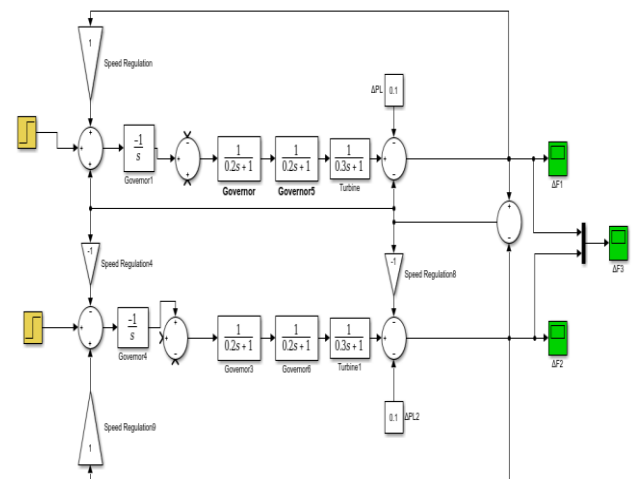 1
Speed Regulation
ΔPL
0.1
-1
s
Governor1
1
0.2s+1
Governor
1
0.2s+1
Governor5
1
0.3s+1
Turbine
ΔF1
-1
Speed Regulation4
-1
Speed Regulation8
ΔF3
-1
s
Governor4
1
0.2s+1
Governor3
1
0.2s+1
Governor6
1
0.3s+1
Turbine1
ΔF2
0.1
ΔPL2
1
Speed Regulation9